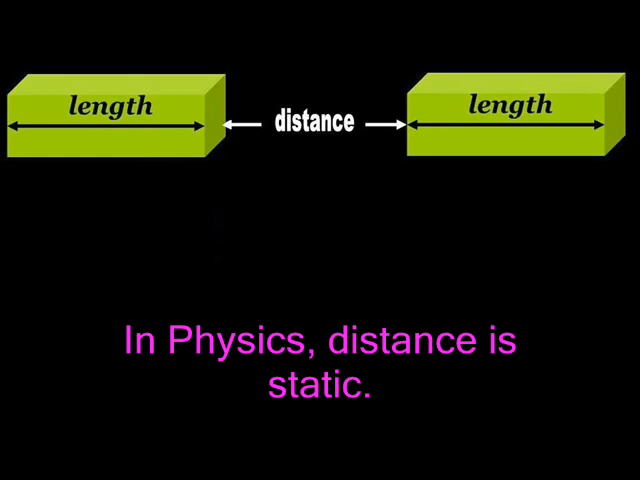 length
distance
length
In Physics, distance is
static.